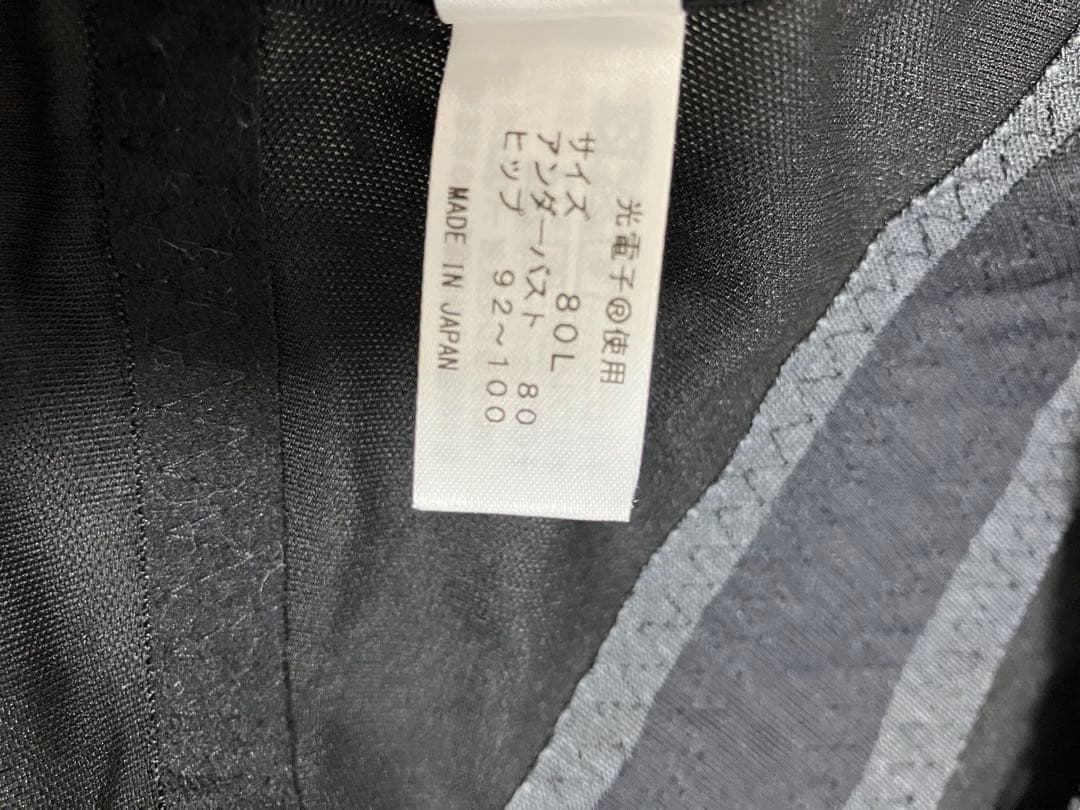 光電子®使用
サイズ 80L
アンダーバスト 80
ヒップ 92～100
MADE IN JAPAN